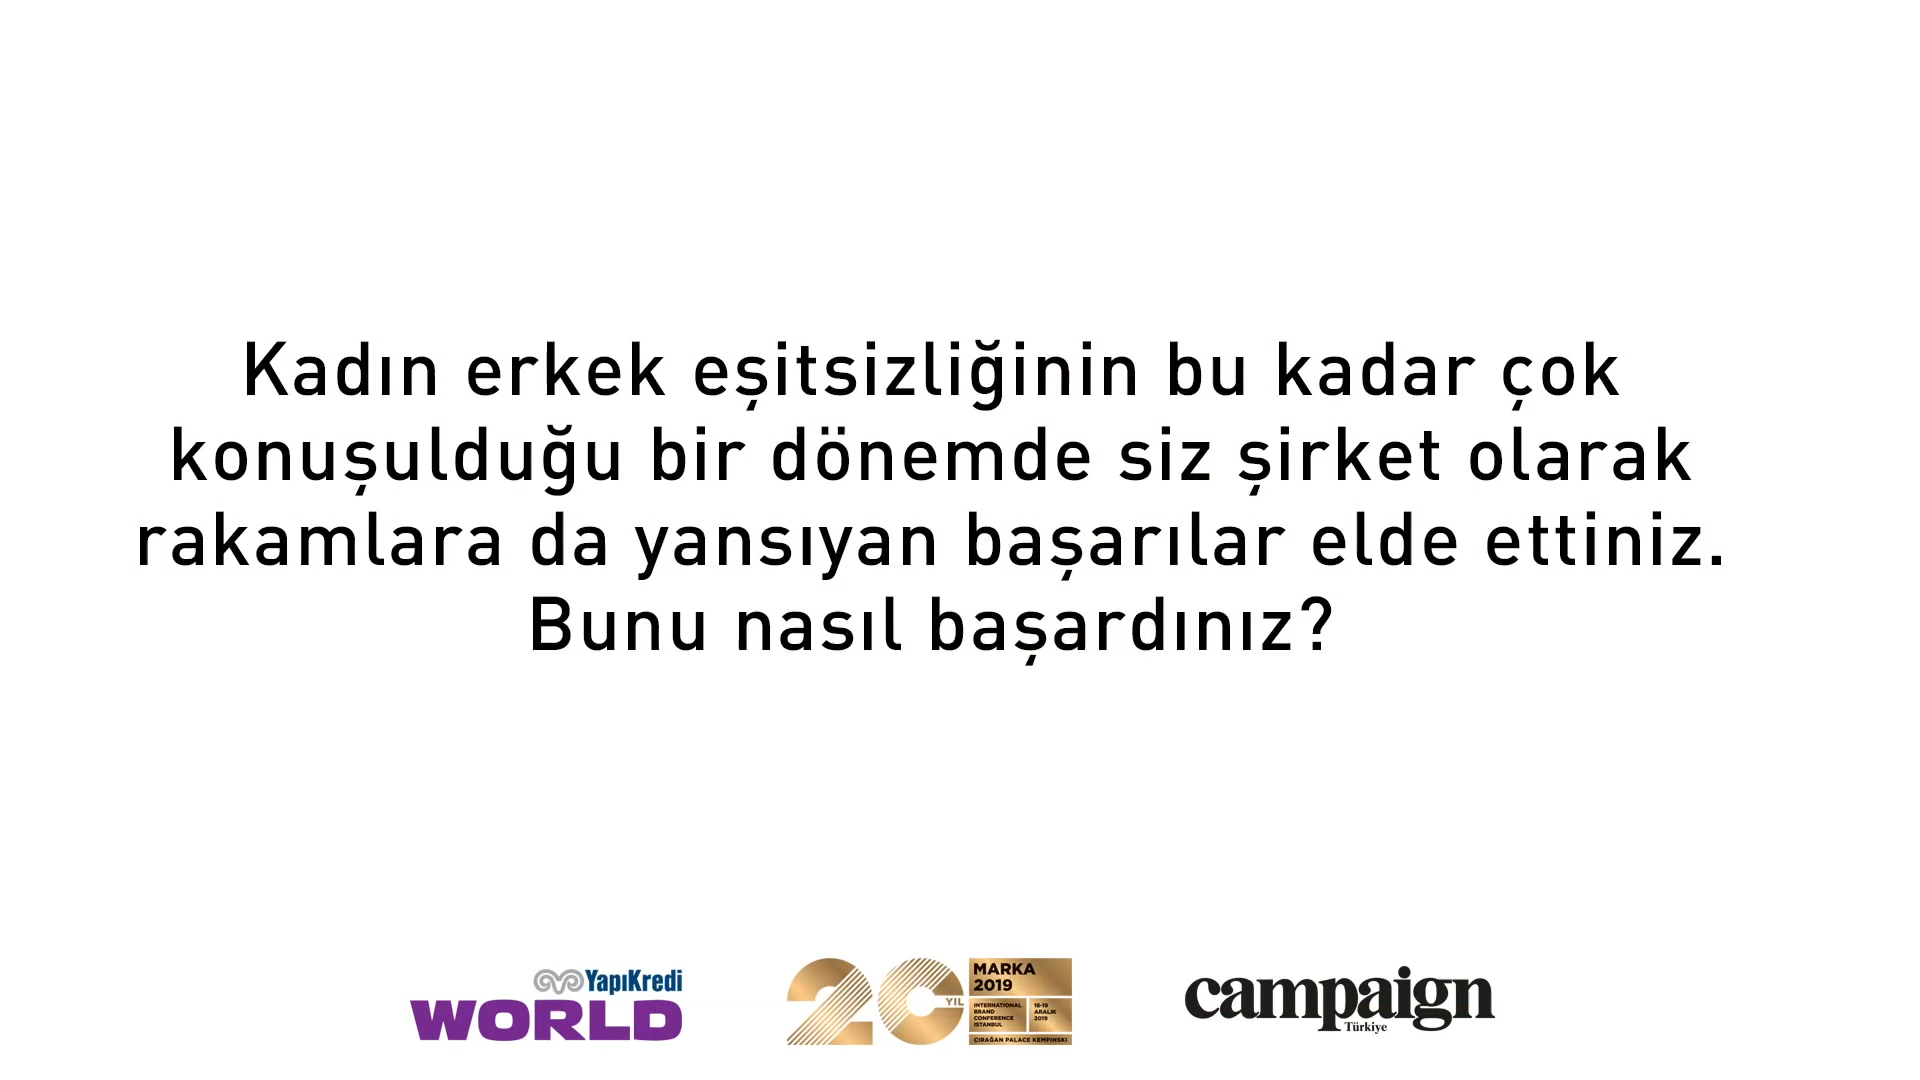 Kadın erkek eşitsizliğinin bu kadar çok
konuşulduğu bir dönemde siz şirket olarak
rakamlara da yansıyan başarılar elde ettiniz.
Bunu nasıl başardınız?
YapıKredi
WORLD
20
YIL
MARKA
2019
INTERNATIONAL
BRAND
CONFERENCE
ISTANBUL
18-19
ARALIK
2019
ÇIRAĞAN PALACE KEMPINSKI
campaign
Türkiye